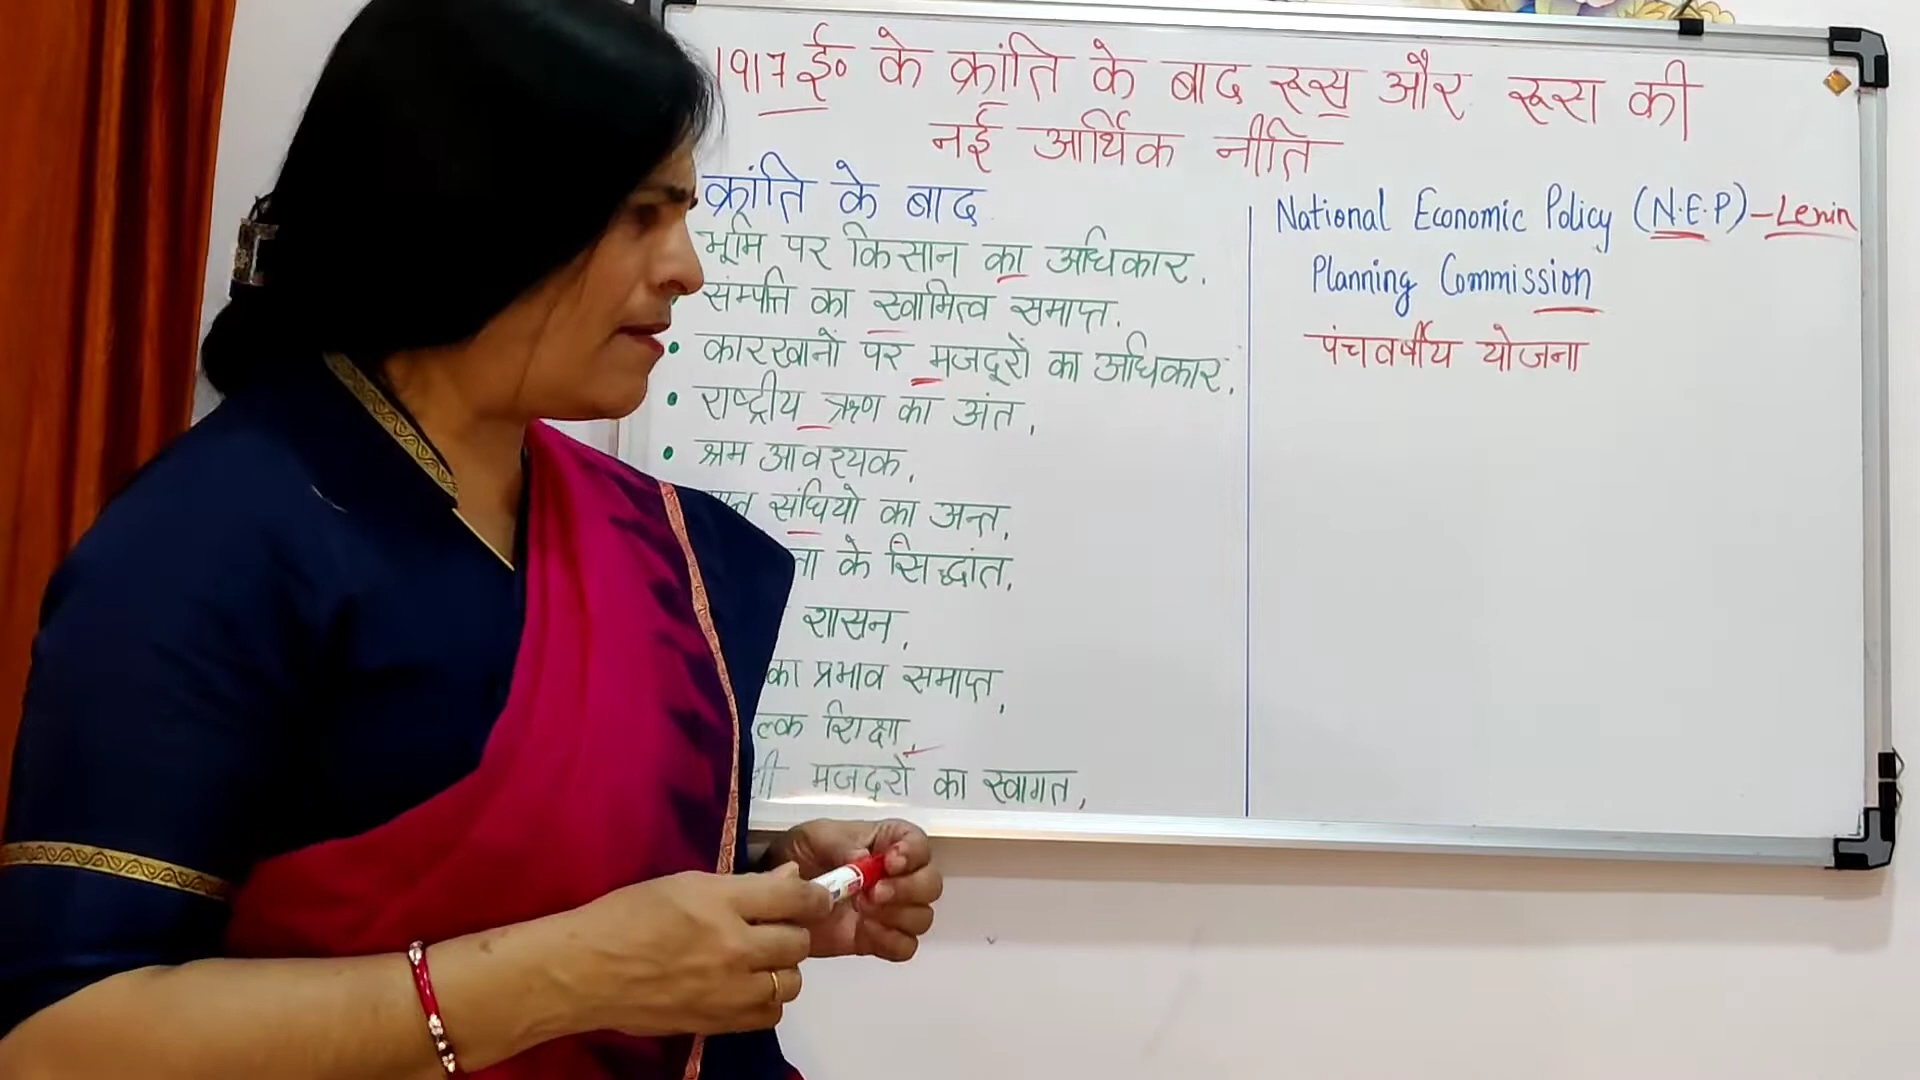 1917 ई० के क्रांति के बाद रूस और रूस की
नई आर्थिक नीति
क्रांति के बाद
भूमि पर किसान का अधिकार.
संम्पत्ति का स्वामित्व समाप्त.
• कारखानों पर मजदूरों का अधिकार.
• राष्ट्रीय ऋण का अंत.
• श्रम आवश्यक.
संधियो का अन्त.
के सिद्धांत.
शासन.
का प्रभाव समाप्त.
शिक्षा.
मजदूरों का स्वागत.
National Economic Policy (N.E.P)-Lenin
Planning Commission
पंचवर्षीय योजना